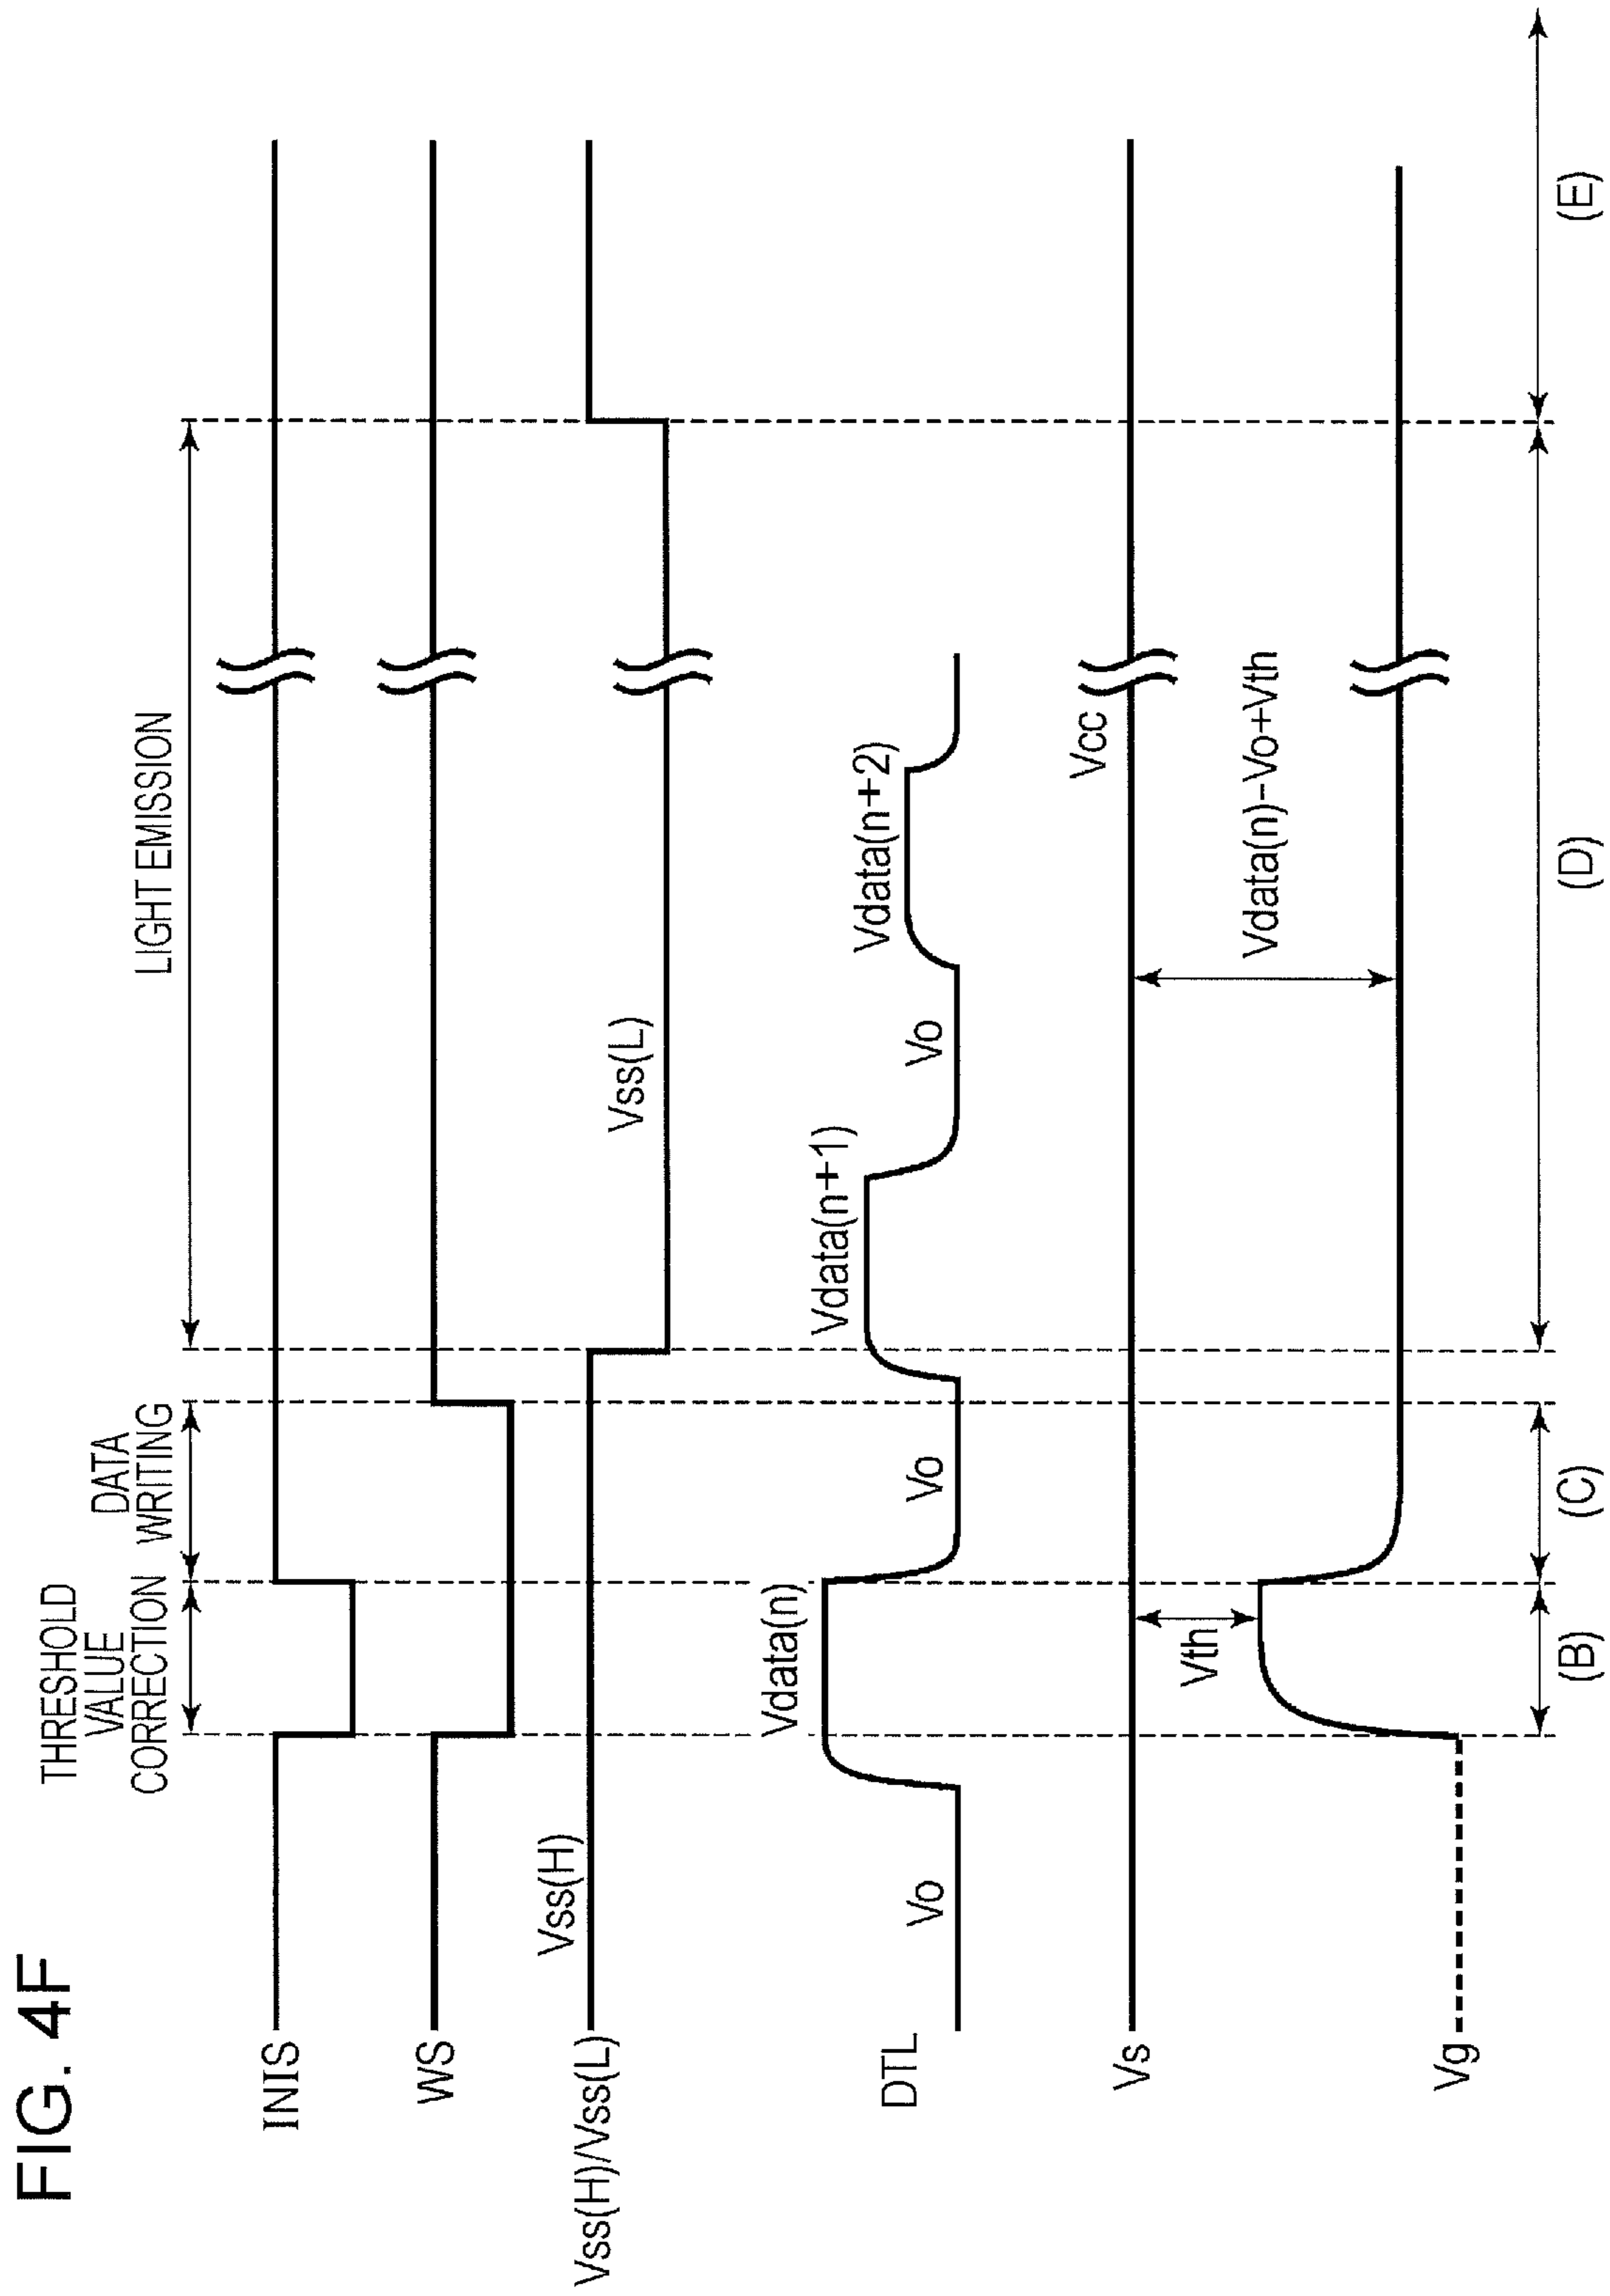 FIG. 4F
THRESHOLD
VALUE
CORRECTION
DATA
WRITING
LIGHT EMISSION
INIS
WS
Vss(H)/Vss(L)
Vss(H)
Vss(L)
DTL
Vo
Vdata(n)
Vo
Vdata(n+1)
Vo
Vdata(n+2)
Vs
Vcc
Vth
Vdata(n)−Vo+Vth
Vg
(B)
(C)
(D)
(E)